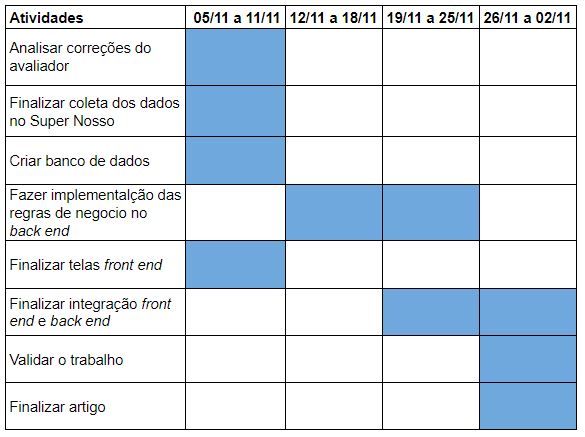 Atividades 05/11 a 11/11 12/11 a 18/11 19/11 a 25/11 26/11 a 02/11
Analisar correções do
avaliador
Finalizar coleta dos dados
no Super Nosso
Criar banco de dados
Fazer implementalção das
regras de negocio no
back end
Finalizar telas front end
Finalizar integração front
end e back end
Validar o trabalho
Finalizar artigo